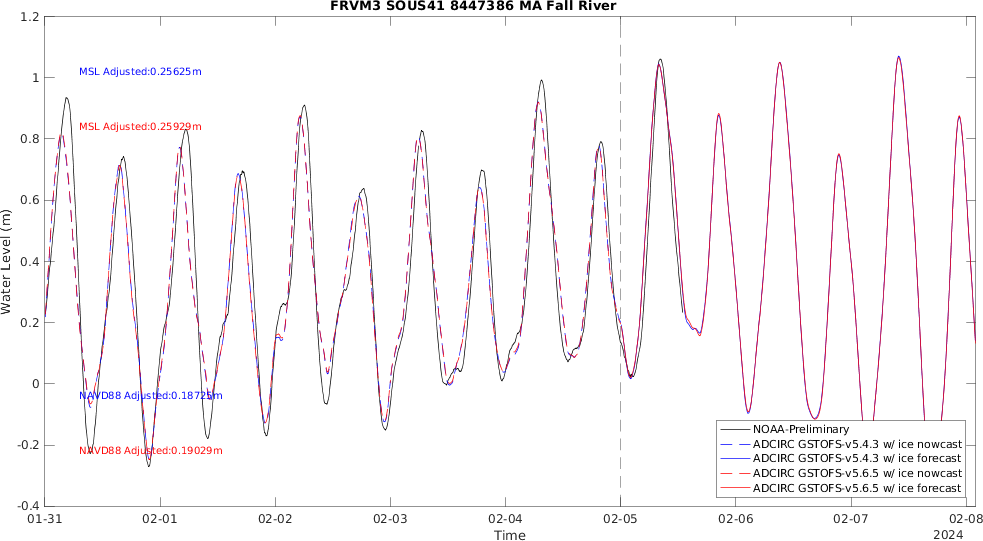 FRVM3 SOUS41 8447386 MA Fall River
1.2
1
0.8
0.6
0.4
0.2
0
-0.2
-0.4
Water Level (m)
MSL Adjusted:0.25625m
MSL Adjusted:0.25929m
NAVD88 Adjusted:0.18725m
NAVD88 Adjusted:0.19029m
NOAA-Preliminary
ADCIRC GSTOFS-v5.4.3 w/ ice nowcast
ADCIRC GSTOFS-v5.4.3 w/ ice forecast
ADCIRC GSTOFS-v5.6.5 w/ ice nowcast
ADCIRC GSTOFS-v5.6.5 w/ ice forecast
01-31 02-01 02-02 02-03 02-04 02-05 02-06 02-07 02-08
2024
Time